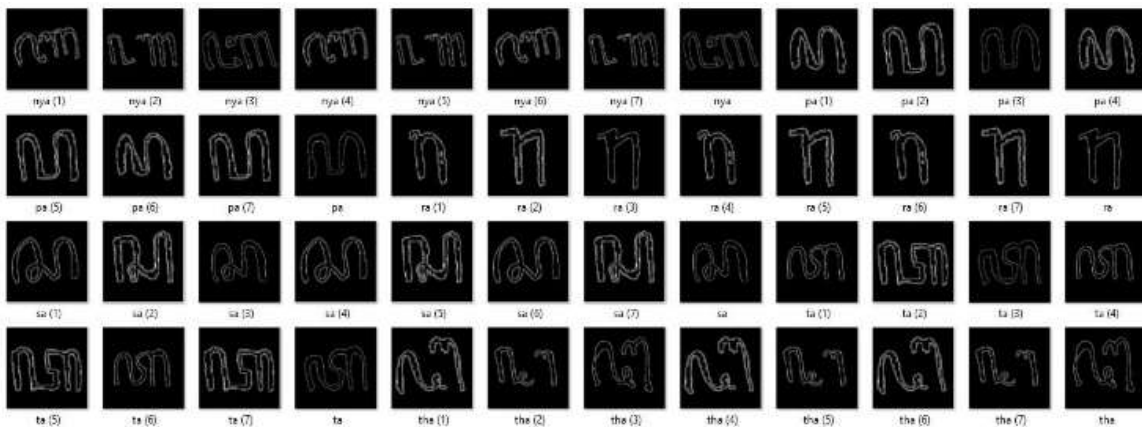 ꦚ ꦚ ꦚ ꦚ ꦚ ꦚ ꦚ ꦚ ꦥ ꦥ ꦥ ꦥ
nya (1) nya (2) nya (3) nya (4) nya (5) nya (6) nya (7) nya pa (1) pa (2) pa (3) pa (4)
ꦥ ꦥ ꦥ ꦥ ꦫ ꦫ ꦫ ꦫ ꦫ ꦫ ꦫ ꦫ
pa (5) pa (6) pa (7) pa ra (1) ra (2) ra (3) ra (4) ra (5) ra (6) ra (7) ra
ꦱ ꦱ ꦱ ꦱ ꦱ ꦱ ꦱ ꦱ ꦠ ꦠ ꦠ ꦠ
sa (1) sa (2) sa (3) sa (4) sa (5) sa (6) sa (7) sa ta (1) ta (2) ta (3) ta (4)
ꦠ ꦠ ꦠ ꦠ ꦛ ꦛ ꦛ ꦛ ꦛ ꦛ ꦛ ꦛ
ta (5) ta (6) ta (7) ta tha (1) tha (2) tha (3) tha (4) tha (5) tha (6) tha (7) tha